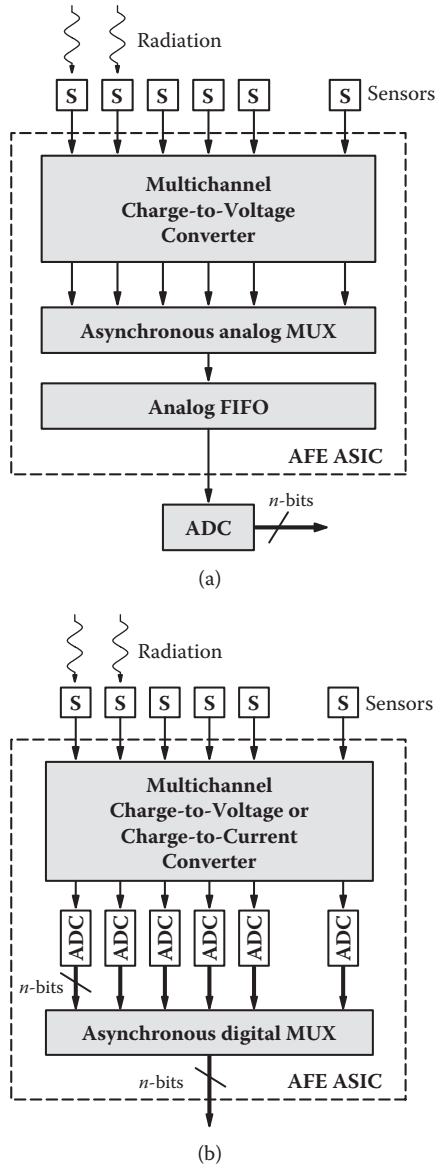 Radiation
S S S S S S Sensors
Multichannel
Charge-to-Voltage
Converter
Asynchronous analog MUX
Analog FIFO
AFE ASIC
ADC
n-bits
(a)
Radiation
S S S S S S Sensors
Multichannel
Charge-to-Voltage or
Charge-to-Current
Converter
ADC ADC ADC ADC ADC ADC
n-bits
Asynchronous digital MUX
n-bits
AFE ASIC
(b)